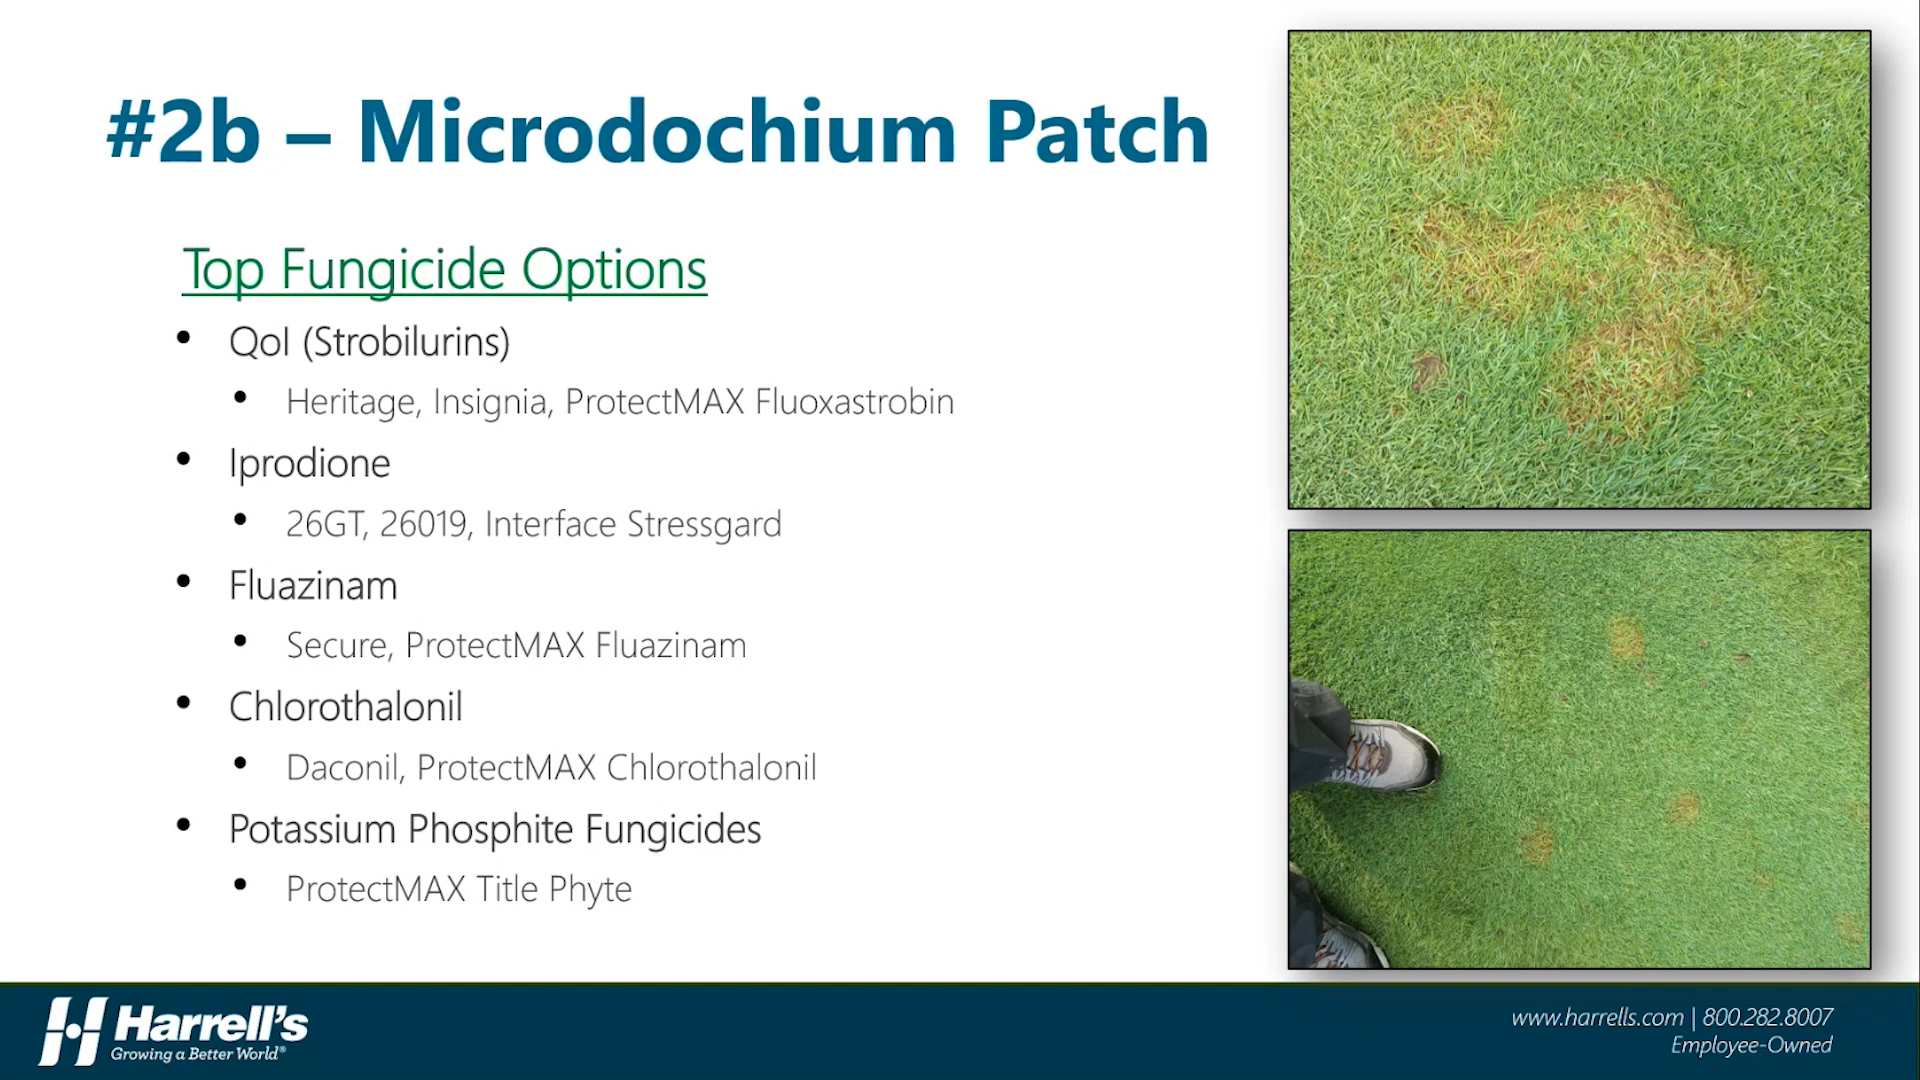 #2b – Microdochium Patch
Top Fungicide Options
• QoI (Strobilurins)
• Heritage, Insignia, ProtectMAX Fluoxastrobin
• Iprodione
• 26GT, 26019, Interface Stressgard
• Fluazinam
• Secure, ProtectMAX Fluazinam
• Chlorothalonil
• Daconil, ProtectMAX Chlorothalonil
• Potassium Phosphite Fungicides
• ProtectMAX Title Phyte
Harrell's
Growing a Better World®
www.harrells.com | 800.282.8007
Employee-Owned